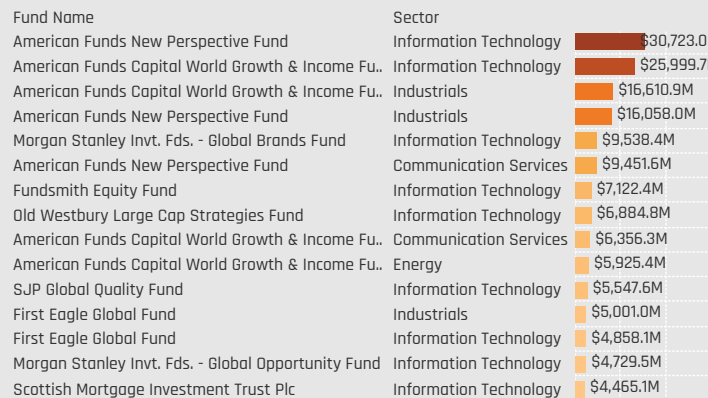 Fund Name Sector
American Funds New Perspective Fund Information Technology $30,723.0
American Funds Capital World Growth & Income Fu.. Information Technology $25,999.7
American Funds Capital World Growth & Income Fu.. Industrials $16,610.9M
American Funds New Perspective Fund Industrials $16,058.0M
Morgan Stanley Invt. Fds. - Global Brands Fund Information Technology $9,538.4M
American Funds New Perspective Fund Communication Services $9,451.6M
Fundsmith Equity Fund Information Technology $7,122.4M
Old Westbury Large Cap Strategies Fund Information Technology $6,884.8M
American Funds Capital World Growth & Income Fu.. Communication Services $6,356.3M
American Funds Capital World Growth & Income Fu.. Energy $5,925.4M
SJP Global Quality Fund Information Technology $5,547.6M
First Eagle Global Fund Industrials $5,001.0M
First Eagle Global Fund Information Technology $4,858.1M
Morgan Stanley Invt. Fds. - Global Opportunity Fund Information Technology $4,729.5M
Scottish Mortgage Investment Trust Plc Information Technology $4,465.1M